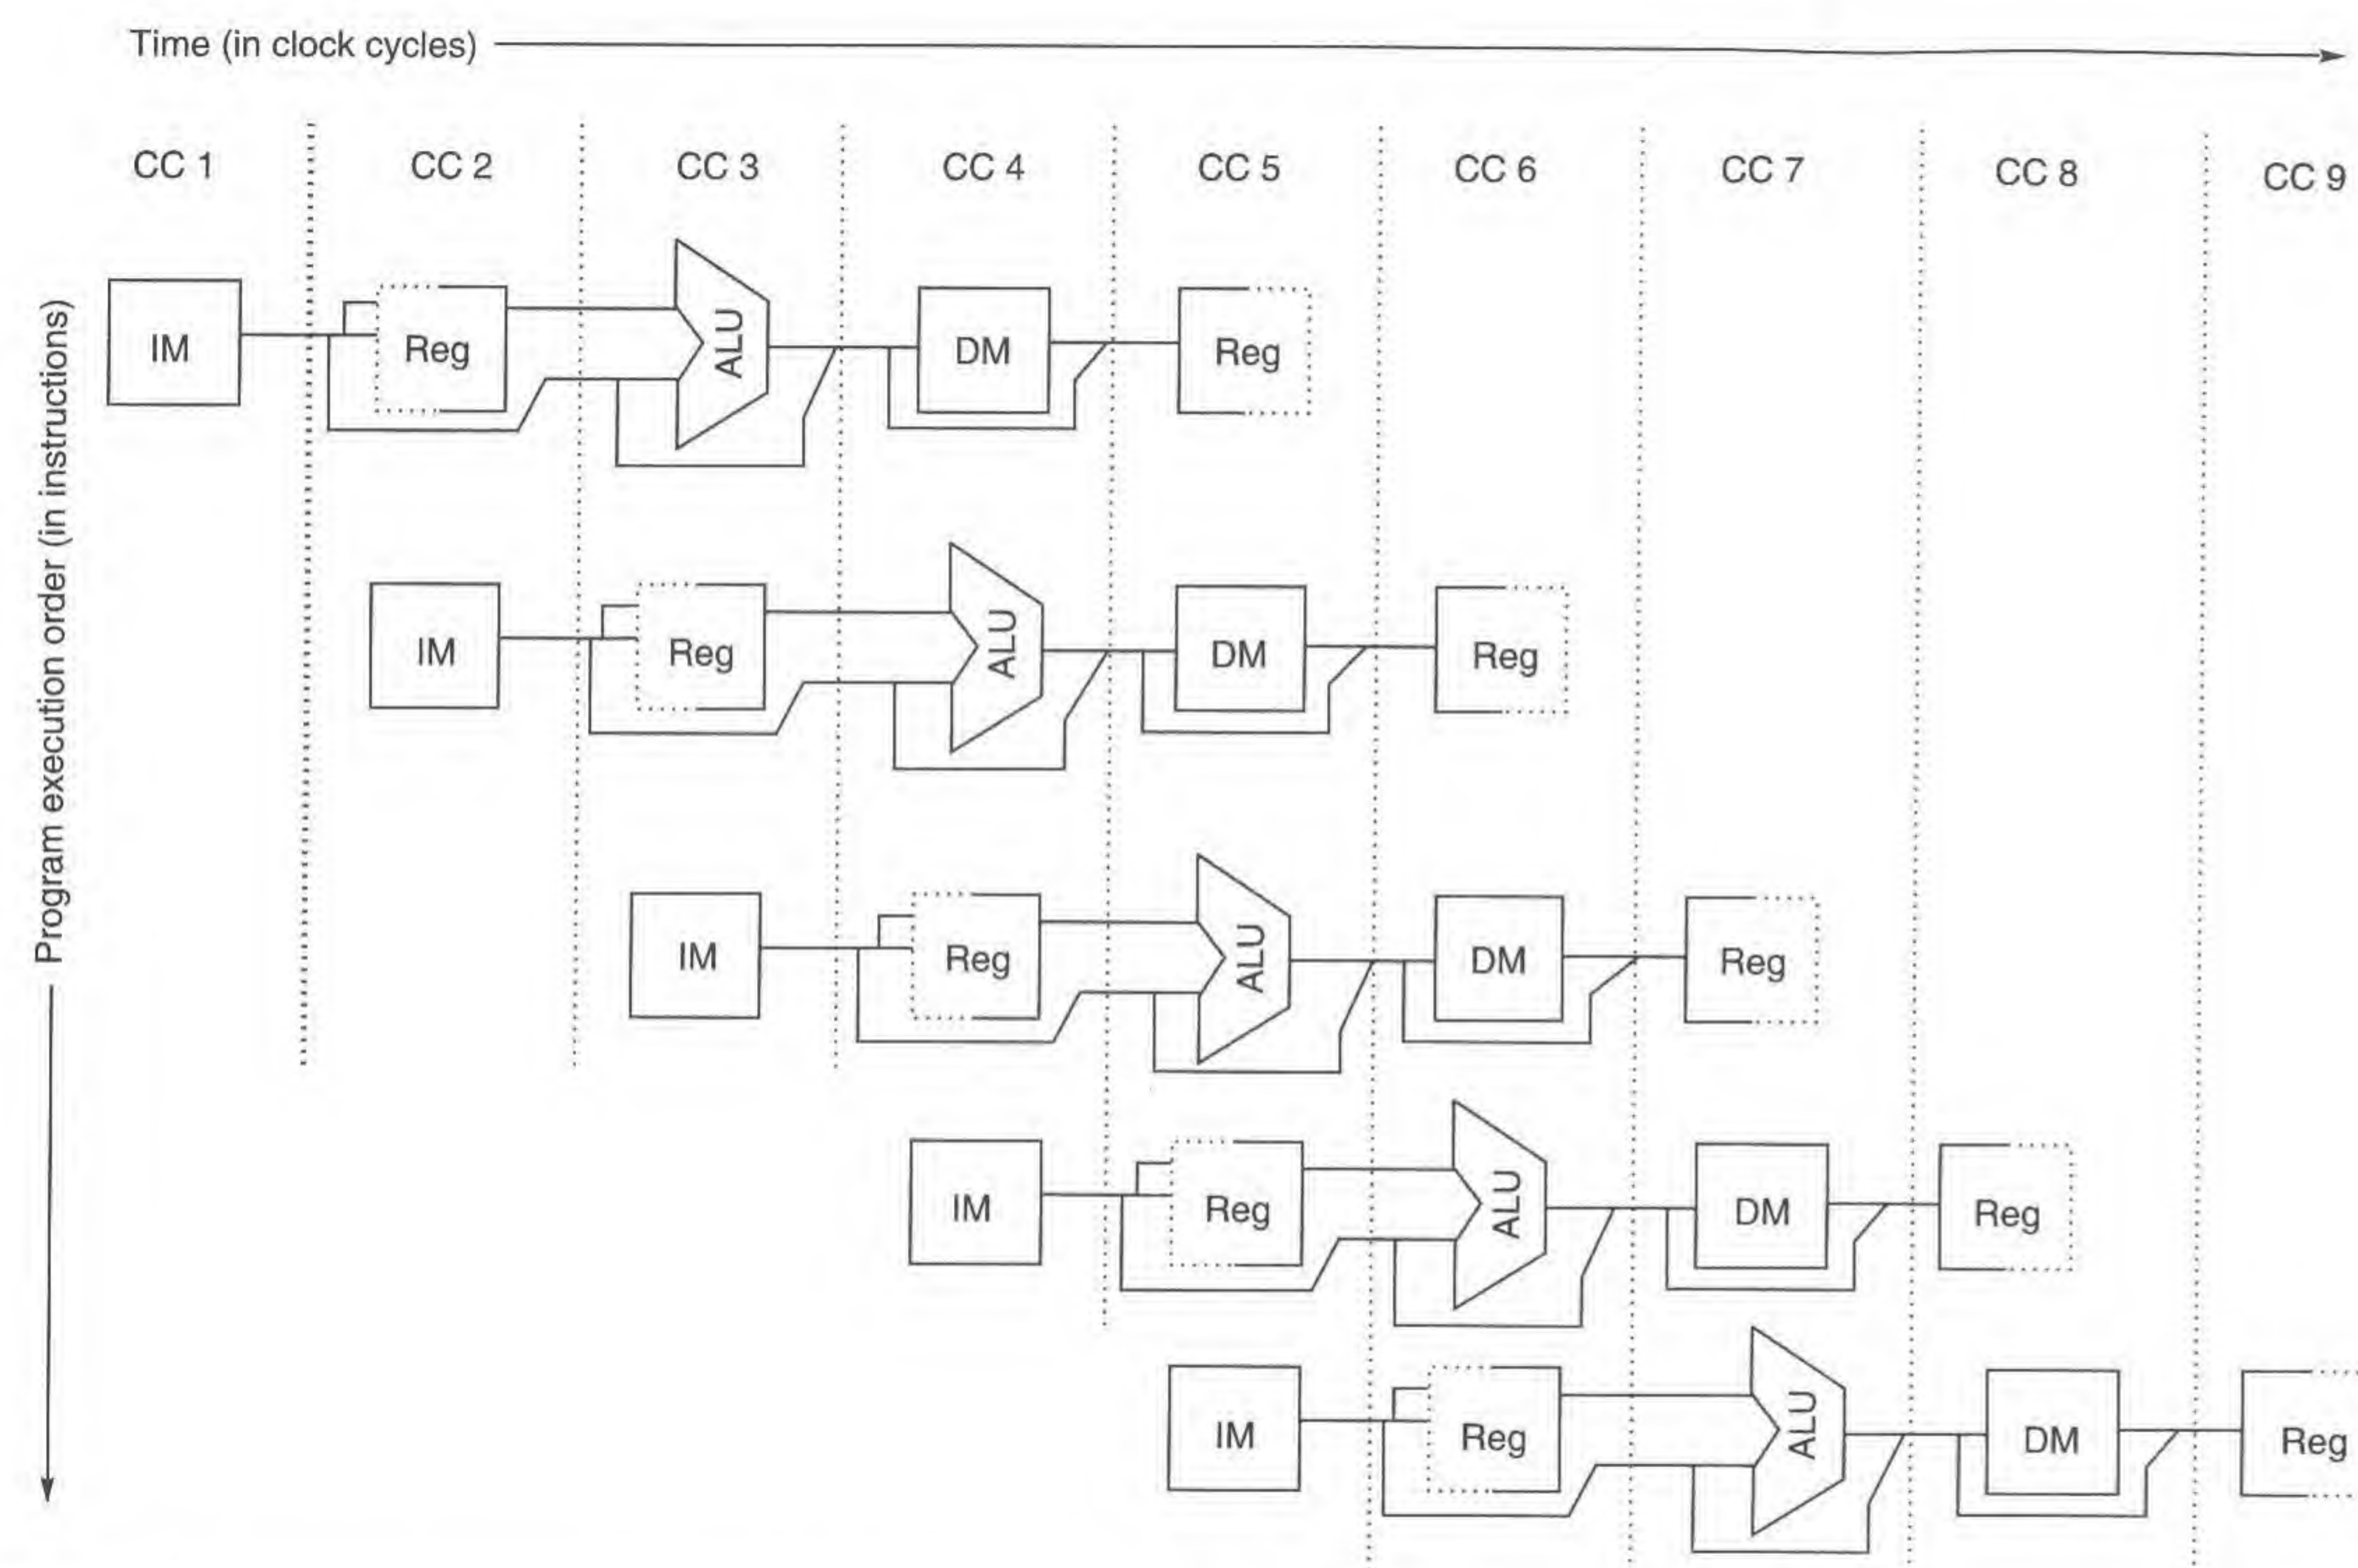 Time (in clock cycles)
CC 1 CC 2 CC 3 CC 4 CC 5 CC 6 CC 7 CC 8 CC 9
Program execution order (in instructions)
IM Reg ALU DM Reg
IM Reg ALU DM Reg
IM Reg ALU DM Reg
IM Reg ALU DM Reg
IM Reg ALU DM Reg